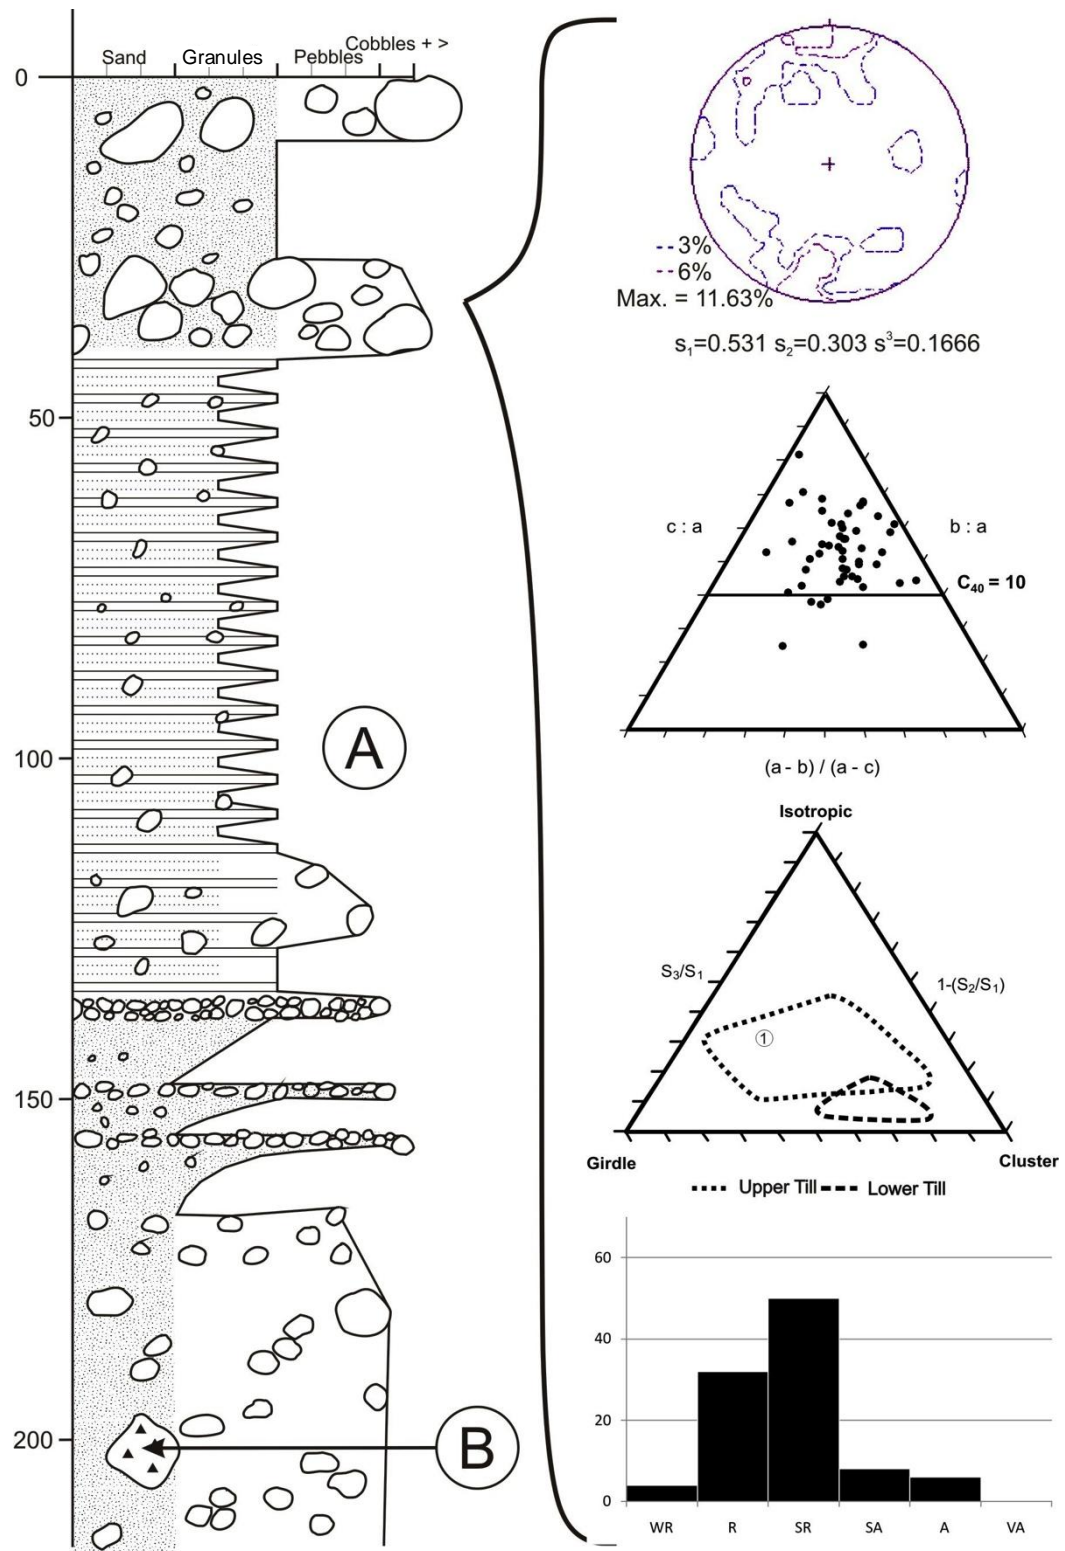 Sand Granules Pebbles Cobbles + >
0
50
100
150
200
A
B
3%
6%
Max. = 11.63%
s₁=0.531 s₂=0.303 s³=0.1666
c : a
b : a
C₄₀ = 10
(a - b) / (a - c)
Isotropic
S₃/S₁
1-(S₂/S₁)
1
Girdle
Cluster
Upper Till
Lower Till
60
40
20
0
WR R SR SA A VA